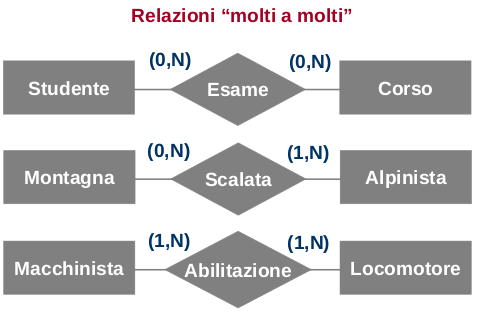 Relazioni “molti a molti”
(0,N) (0,N)
Studente Esame Corso
(0,N) (1,N)
Montagna Scalata Alpinista
(1,N) (1,N)
Macchinista Abilitazione Locomotore